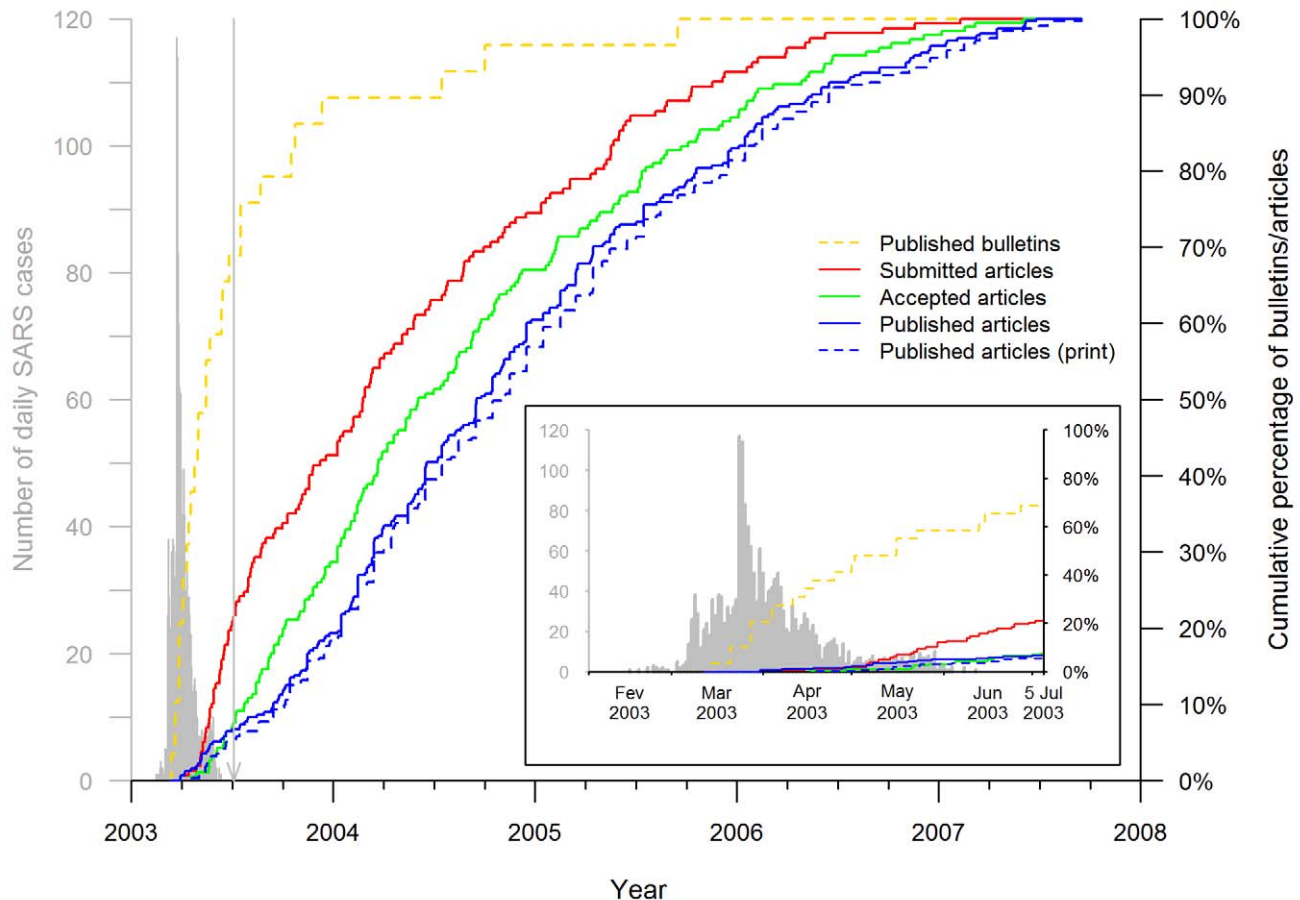 Number of daily SARS cases
120
100
80
60
40
20
0
100%
90%
80%
70%
60%
50%
40%
30%
20%
10%
0%
Cumulative percentage of bulletins/articles
Published bulletins
Submitted articles
Accepted articles
Published articles
Published articles (print)
120
100
80
60
40
20
0
100%
80%
60%
40%
20%
0%
Fev Mar Apr May Jun 5 Jul
2003 2003 2003 2003 2003 2003
2003 2004 2005 2006 2007 2008
Year